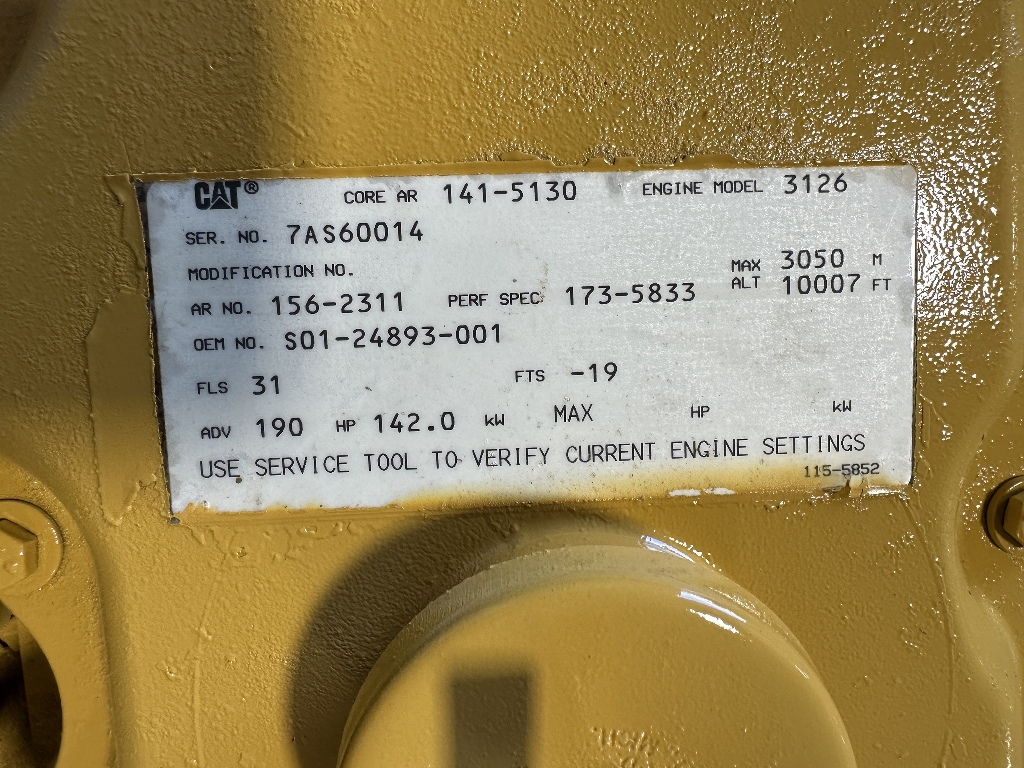 CAT® CORE AR 141-5130 ENGINE MODEL 3126
SER. NO. 7AS60014
MODIFICATION NO.
MAX 3050 M
AR NO. 156-2311 PERF SPEC 173-5833 ALT 10007 FT
OEM NO. S01-24893-001
FLS 31 FTS -19
ADV 190 HP 142.0 kW MAX HP kW
USE SERVICE TOOL TO VERIFY CURRENT ENGINE SETTINGS
115-5852